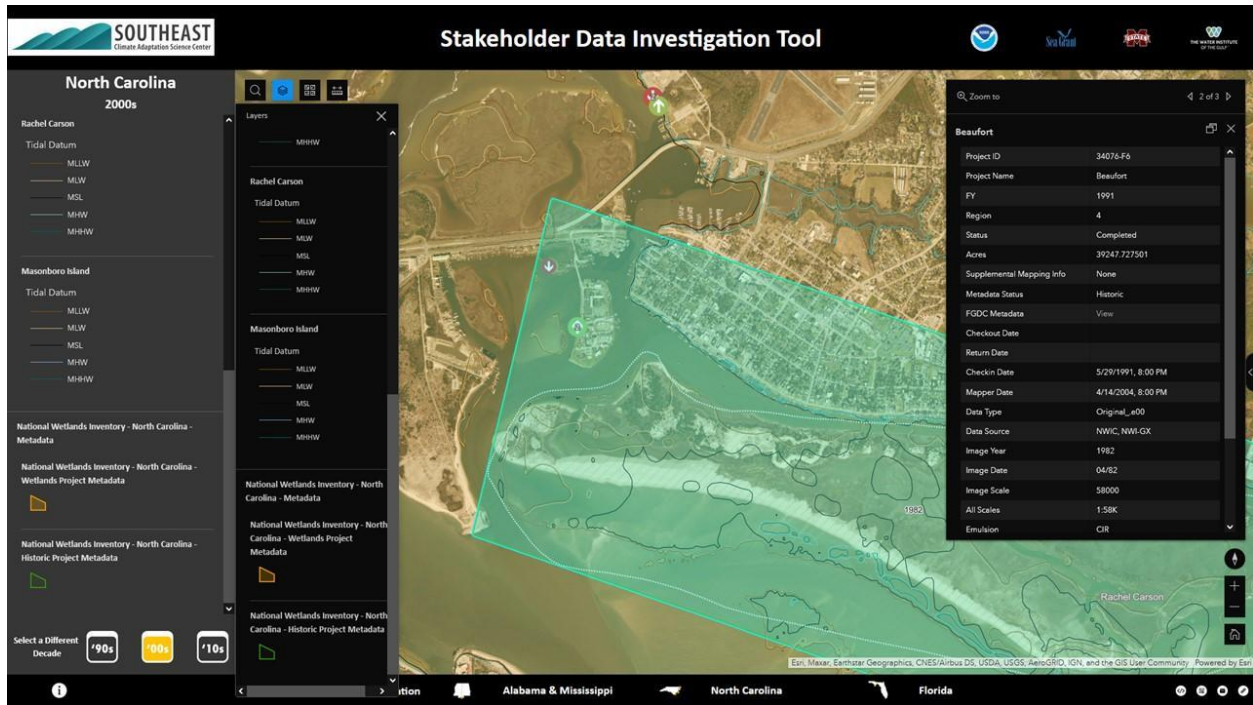 SOUTHEAST
Climate Adaptation Science Center
Stakeholder Data Investigation Tool
Sea Grant
STATE
THE WATER INSTITUTE
OF THE GULF
North Carolina
2000s
Rachel Carson
Tidal Datum
MLLW
MLW
MSL
MHW
MHHW
Masonboro Island
Tidal Datum
MLLW
MLW
MSL
MHW
MHHW
National Wetlands Inventory - North Carolina -
Metadata
National Wetlands Inventory - North Carolina -
Wetlands Project Metadata
National Wetlands Inventory - North Carolina -
Historic Project Metadata
Select a Different
Decade
'90s
'00s
'10s
Layers
MHHW
Rachel Carson
Tidal Datum
MLLW
MLW
MSL
MHW
MHHW
Masonboro Island
Tidal Datum
MLLW
MLW
MSL
MHW
MHHW
National Wetlands Inventory - North
Carolina - Metadata
National Wetlands Inventory - North
Carolina - Wetlands Project
Metadata
National Wetlands Inventory - North
Carolina - Historic Project Metadata
1982
Rachel Carson
Zoom to
2 of 3
Beaufort
Project ID 34076-F6
Project Name Beaufort
FY 1991
Region 4
Status Completed
Acres 39247.727501
Supplemental Mapping Info None
Metadata Status Historic
FGDC Metadata View
Checkout Date
Return Date
Checkin Date 5/29/1991, 8:00 PM
Mapper Date 4/14/2004, 8:00 PM
Data Type Original_.e00
Data Source NWIC, NWI-GX
Image Year 1982
Image Date 04/82
Image Scale 58000
All Scales 1:58K
Emulsion CIR
Esri, Maxar, Earthstar Geographics, CNES/Airbus DS, USDA, USGS, AeroGRID, IGN, and the GIS User Community Powered by Esri
ation
Alabama & Mississippi
North Carolina
Florida